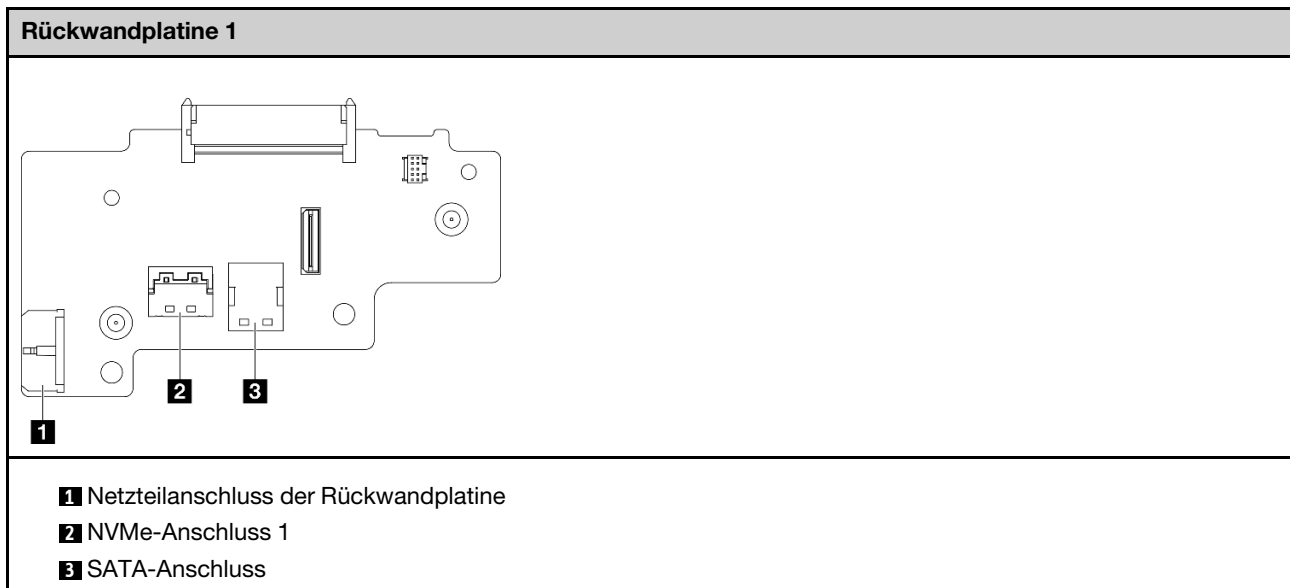 Rückwandplatine 1
2
3
1
1 Netzteilanschluss der Rückwandplatine
2 NVMe-Anschluss 1
3 SATA-Anschluss